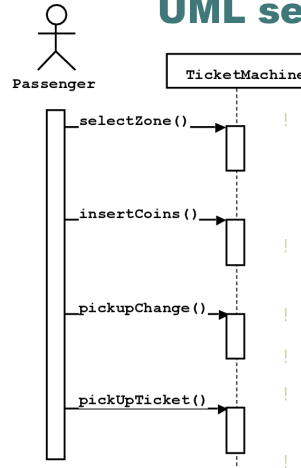 UML se
Passenger
TicketMachine
selectZone()
!
insertCoins()
!
pickupChange()
!
!
!
pickUpTicket()
!